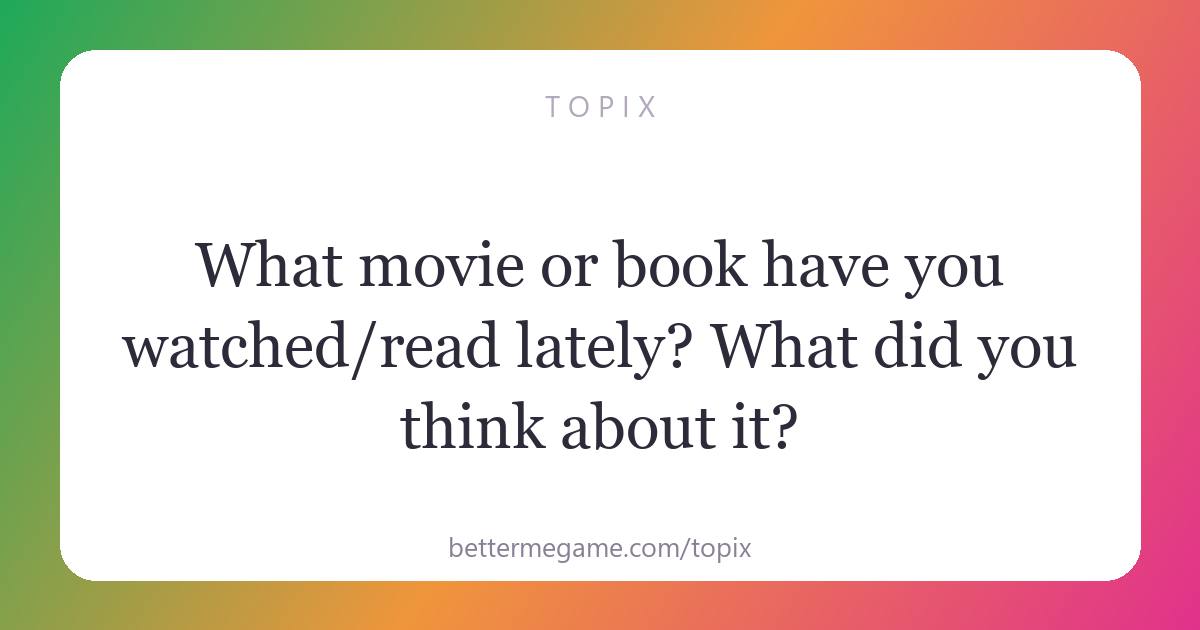 TOPIX
What movie or book have you
watched/read lately? What did you
think about it?
bettermegame.com/topix